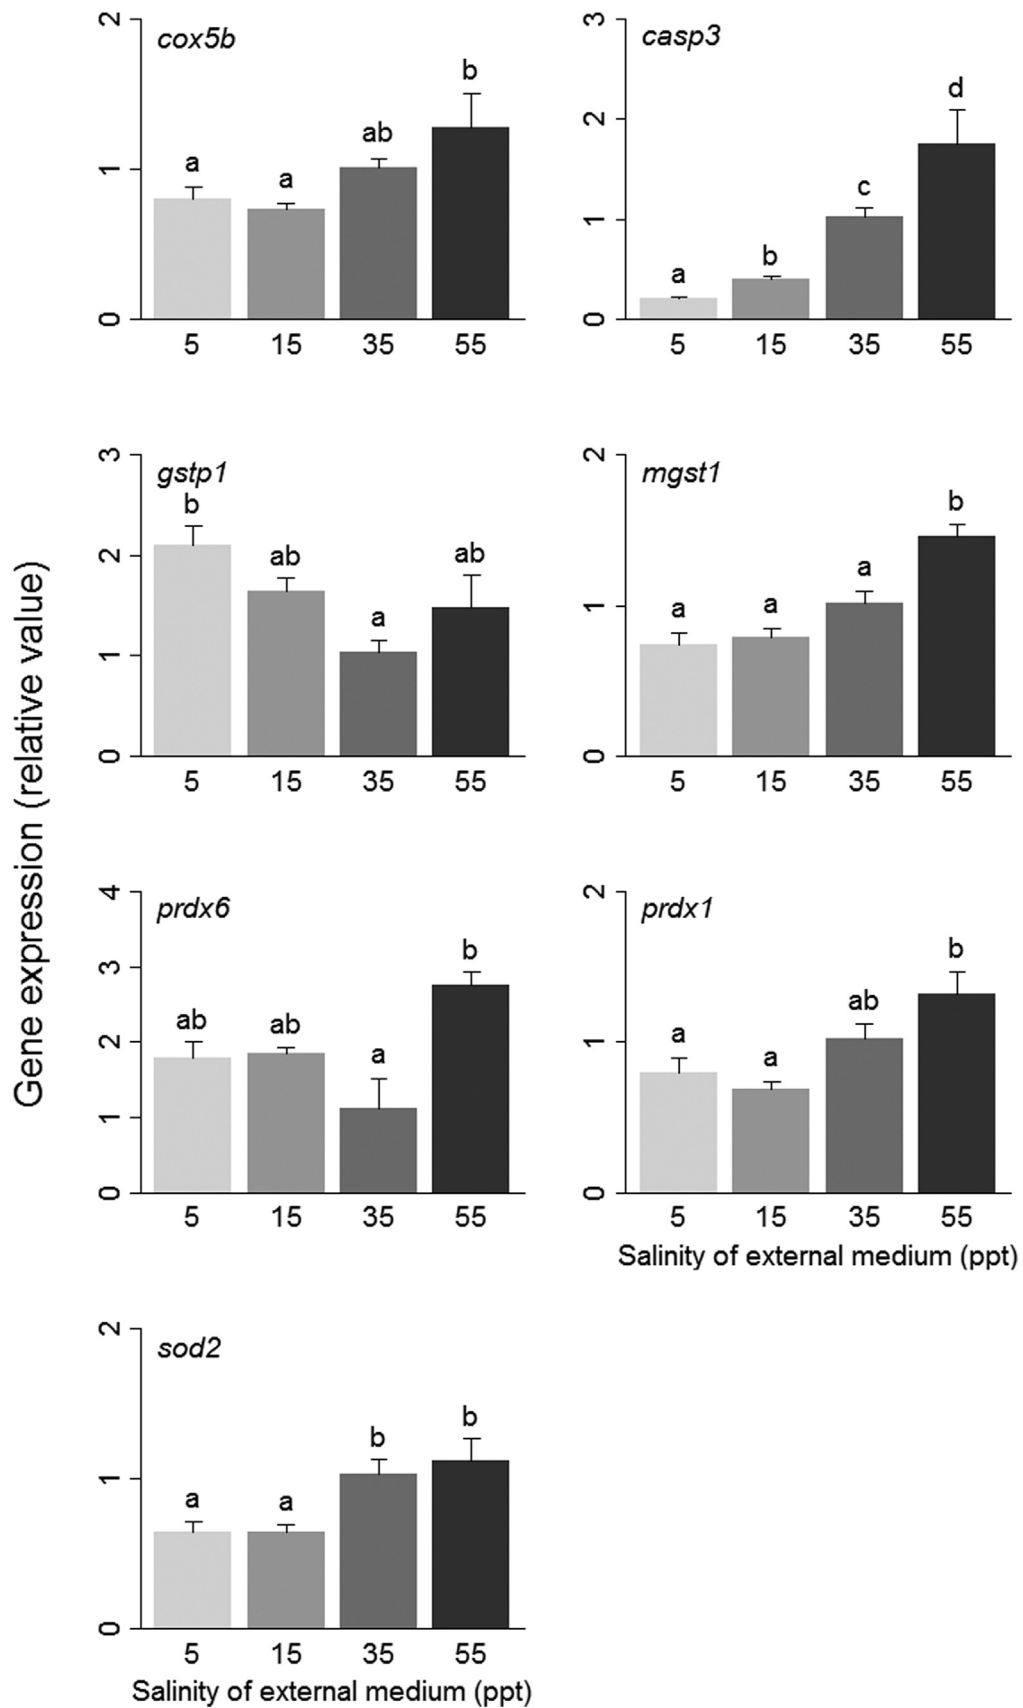 Gene expression (relative value)
cox5b
2
1
0
a
a
ab
b
5 15 35 55
casp3
3
2
1
0
a
b
c
d
5 15 35 55
gstp1
3
2
1
0
b
ab
a
ab
5 15 35 55
mgst1
2
1
0
a
a
a
b
5 15 35 55
prdx6
4
3
2
1
0
ab
ab
a
b
5 15 35 55
prdx1
2
1
0
a
a
ab
b
5 15 35 55
Salinity of external medium (ppt)
sod2
2
1
0
a
a
b
b
5 15 35 55
Salinity of external medium (ppt)